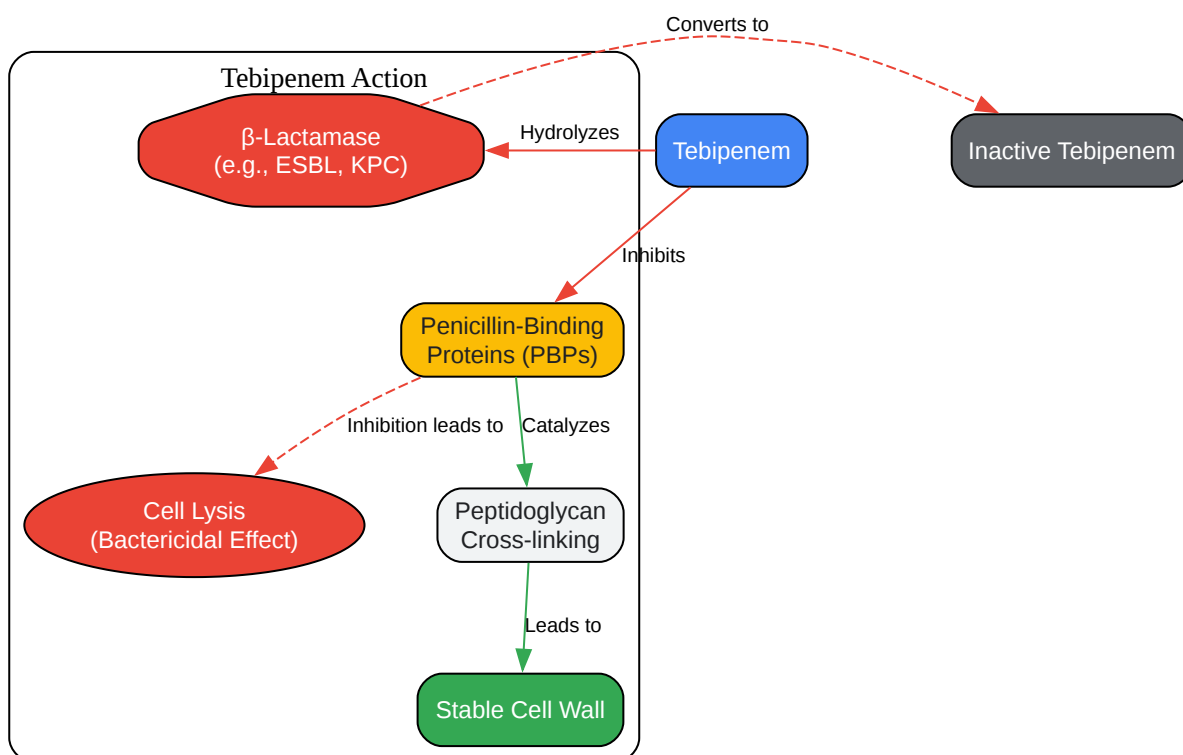 Converts to
Tebipenem Action
β-Lactamase
(e.g., ESBL, KPC)
Hydrolyzes
Tebipenem
Inactive Tebipenem
Inhibits
Penicillin-Binding
Proteins (PBPs)
Inhibition leads to
Catalyzes
Cell Lysis
(Bactericidal Effect)
Peptidoglycan
Cross-linking
Leads to
Stable Cell Wall